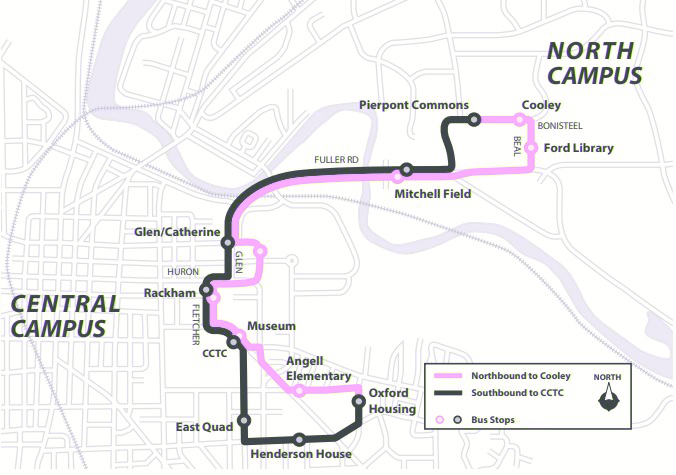 NORTH
CAMPUS
Pierpont Commons
Cooley
BONISTEEL
BEAL
Ford Library
FULLER RD
Mitchell Field
Glen/Catherine
GLEN
HURON
Rackham
CENTRAL
CAMPUS
FLETCHER
Museum
CCTC
Angell
Elementary
Oxford
Housing
East Quad
Henderson House
Northbound to Cooley
Southbound to CCTC
Bus Stops
NORTH